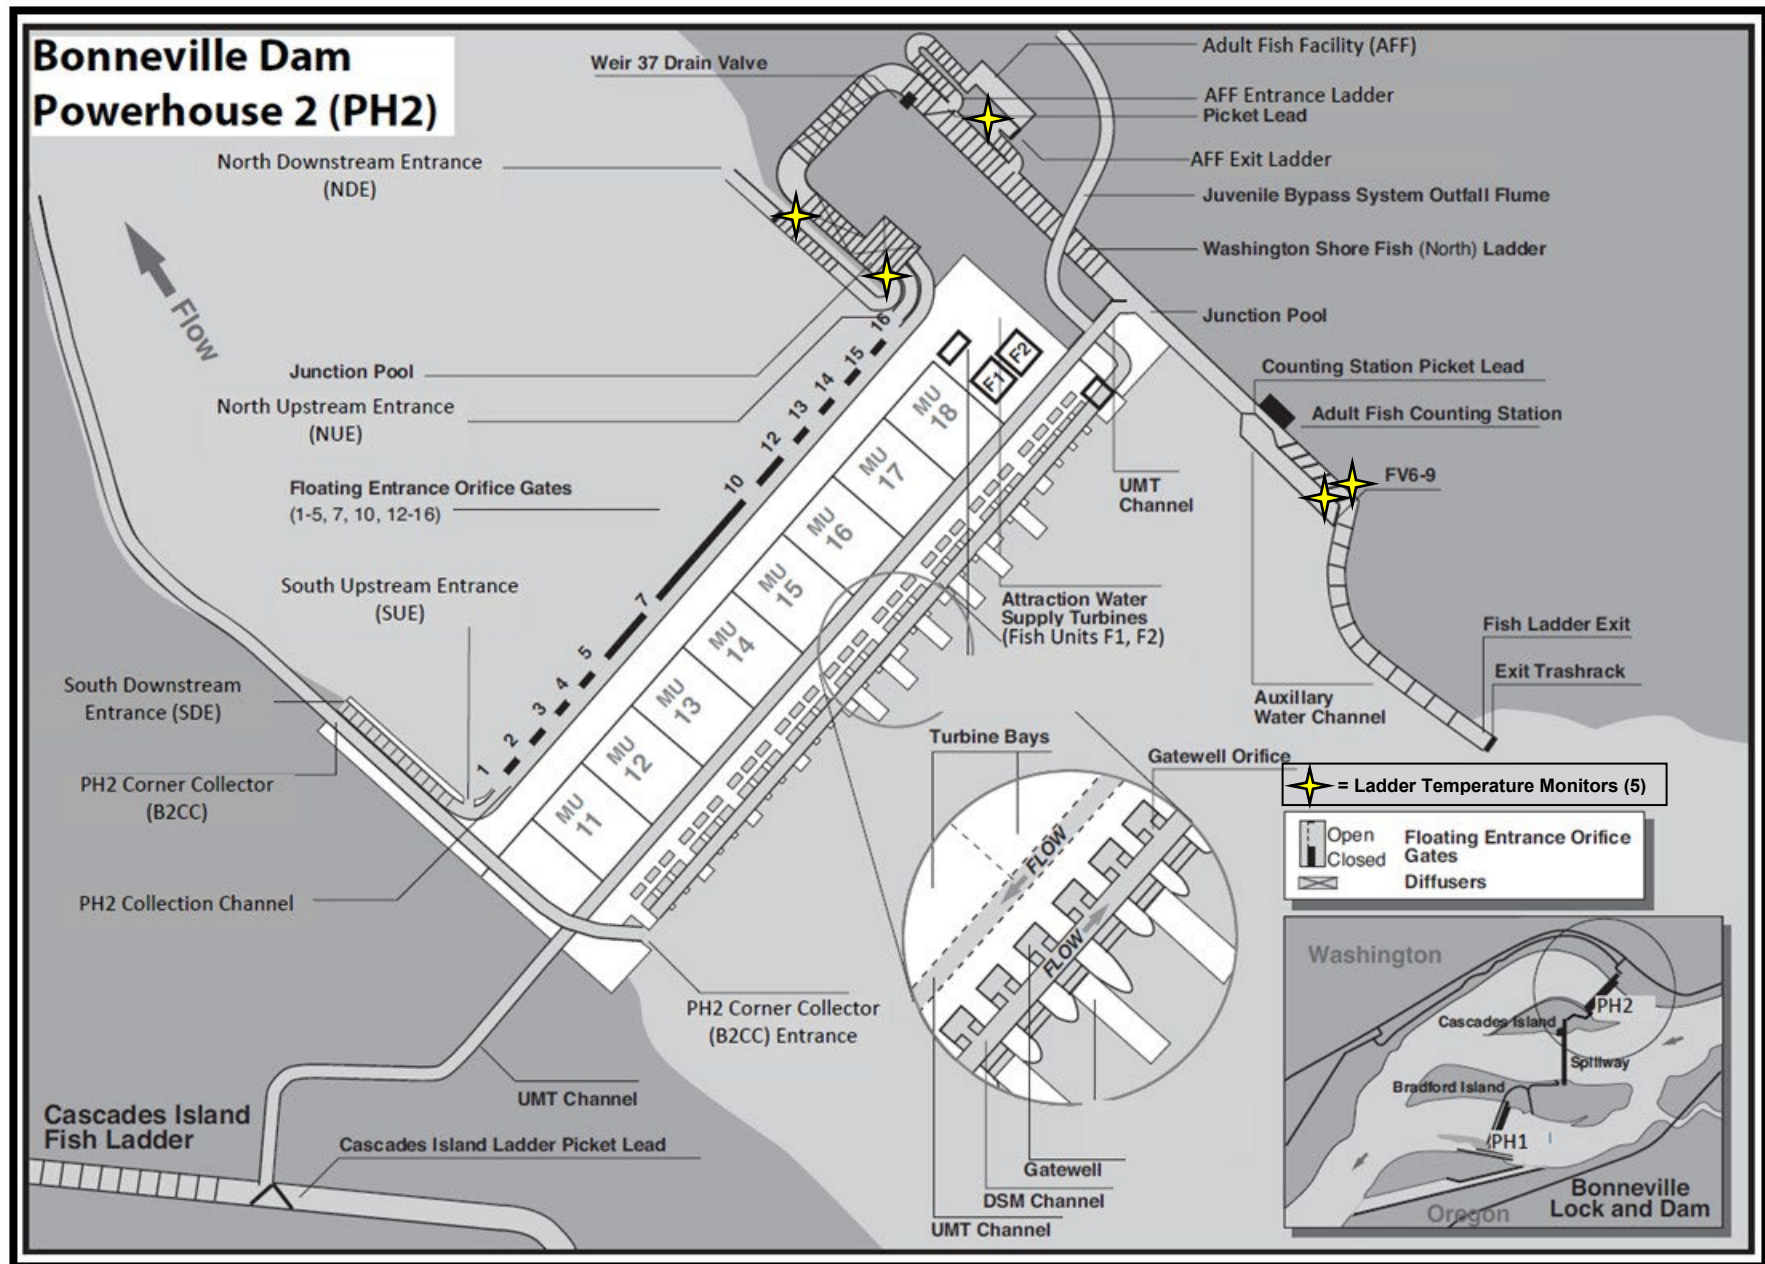 Bonneville Dam
Powerhouse 2 (PH2)
Weir 37 Drain Valve
Adult Fish Facility (AFF)
AFF Entrance Ladder
Picket Lead
AFF Exit Ladder
North Downstream Entrance
(NDE)
Juvenile Bypass System Outfall Flume
Washington Shore Fish (North) Ladder
Flow
Junction Pool
Junction Pool
North Upstream Entrance
(NUE)
Counting Station Picket Lead
Adult Fish Counting Station
FV6-9
Floating Entrance Orifice Gates
(1-5, 7, 10, 12-16)
UMT
Channel
South Upstream Entrance
(SUE)
Attraction Water
Supply Turbines
(Fish Units F1, F2)
16
15
14
13
12
10
7
5
4
3
2
1
F2
F1
MU
18
MU
17
MU
16
MU
15
MU
14
MU
13
MU
12
MU
11
Fish Ladder Exit
Exit Trashrack
Auxillary
Water Channel
South Downstream
Entrance (SDE)
PH2 Corner Collector
(B2CC)
PH2 Collection Channel
Turbine Bays
Gatewell Orifice
FLOW
FLOW
= Ladder Temperature Monitors (5)
Open
Closed
Floating Entrance Orifice
Gates
Diffusers
PH2 Corner Collector
(B2CC) Entrance
UMT Channel
Cascades Island
Fish Ladder
Cascades Island Ladder Picket Lead
Gatewell
DSM Channel
UMT Channel
Washington
PH2
Cascades Island
Spillway
Bradford Island
PH1
Bonneville
Lock and Dam
Oregon